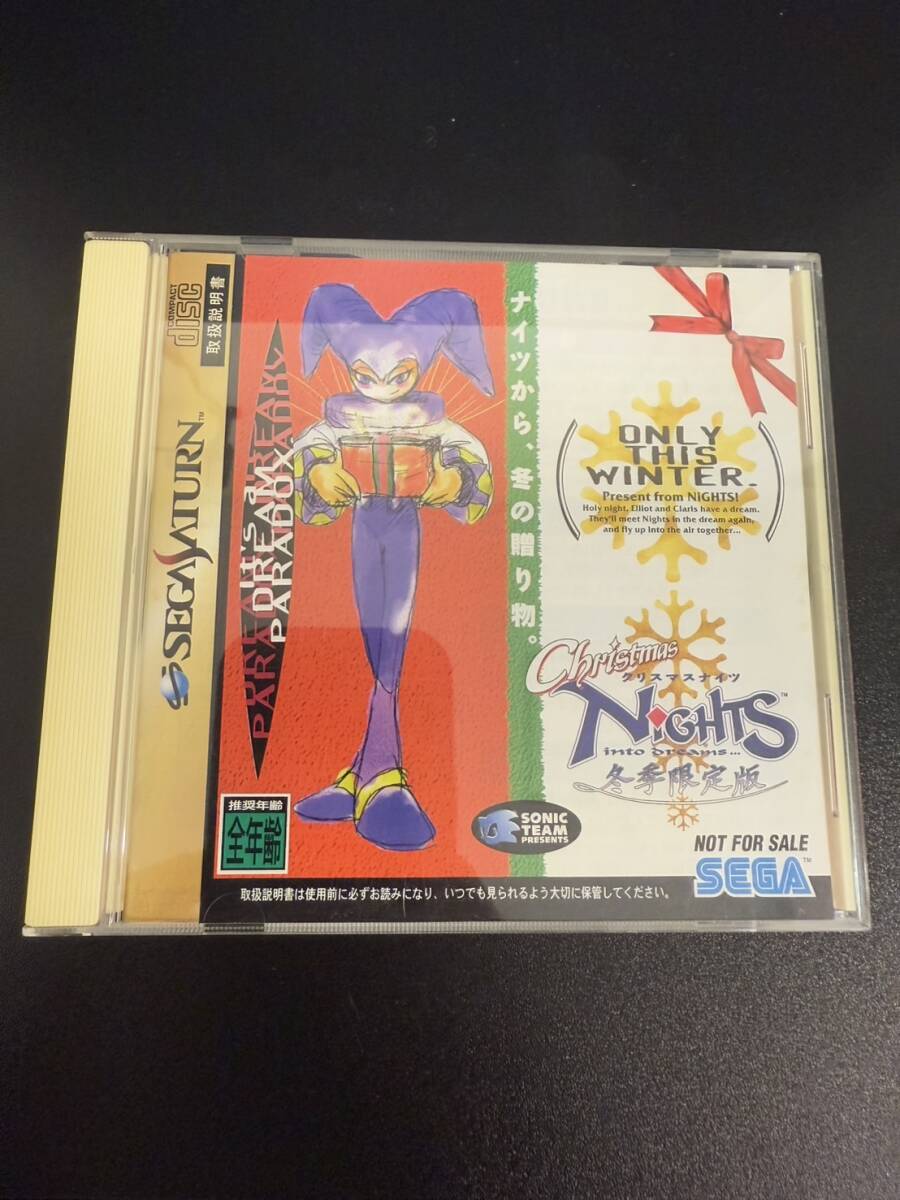 COMPACT
disc
取扱説明書
SEGA SATURN™
It's a
DREAM
PARADOX
ナイツから、冬の贈り物。
ONLY
THIS
WINTER.
Present from NiGHTS!
Holy night, Elliot and Claris have a dream.
They'll meet Nights in the dream again,
and fly up into the air together...
Christmas
クリスマスナイツ
NiGHTS™
into dreams...
冬季限定版
SONIC
TEAM
PRESENTS
推奨年齢
全年齢
NOT FOR SALE
SEGA™
取扱説明書は使用前に必ずお読みになり、いつでも見られるよう大切に保管してください。